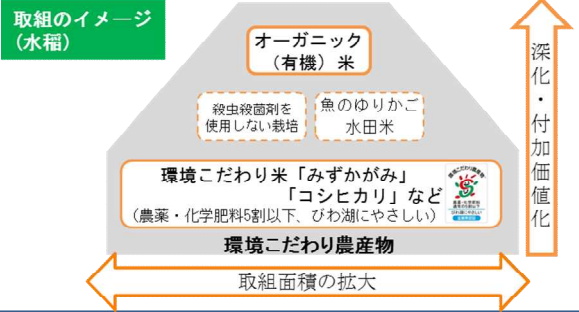 取組のイメージ
(水稲)
オーガニック
(有機)米
殺虫殺菌剤を
使用しない栽培
魚のゆりかご
水田米
環境こだわり米「みずかがみ」
「コシヒカリ」など
(農薬・化学肥料5割以下、びわ湖にやさしい)
環境こだわり農産物
取組面積の拡大
深化・付加価値化